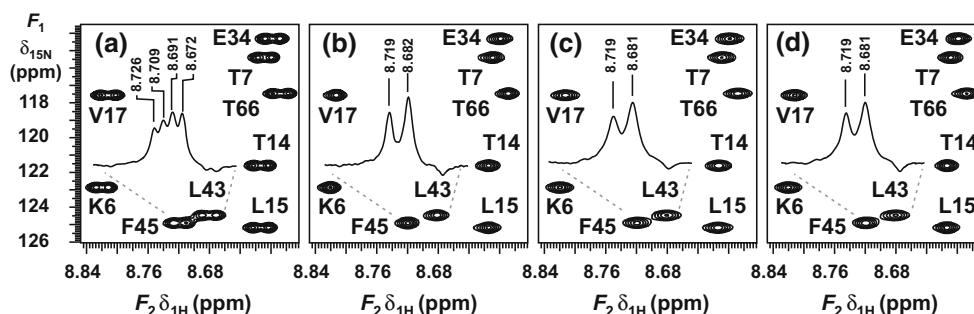 F1
δ15N
(ppm)
116
118
120
122
124
126
(a)
8.726
8.709
8.691
8.672
E34
T7
T66
V17
T14
K6
L43
F45
L15
8.84 8.76 8.68
F2 δ1H (ppm)
(b)
8.719
8.682
E34
T7
T66
V17
T14
K6
L43
F45
L15
8.84 8.76 8.68
F2 δ1H (ppm)
(c)
8.719
8.681
E34
T7
T66
V17
T14
K6
L43
F45
L15
8.84 8.76 8.68
F2 δ1H (ppm)
(d)
8.719
8.681
E34
T7
T66
V17
T14
K6
L43
F45
L15
8.84 8.76 8.68
F2 δ1H (ppm)